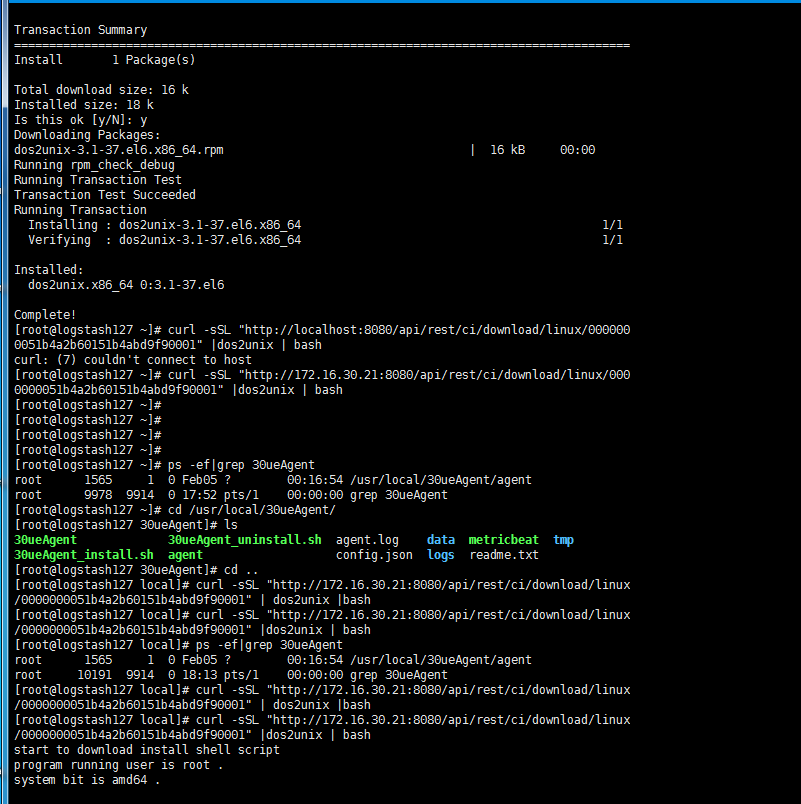 Transaction Summary
================================================================================
Install       1 Package(s)
Total download size: 16 k
Installed size: 18 k
Is this ok [y/N]: y
Downloading Packages:
dos2unix-3.1-37.el6.x86_64.rpm                                   |  16 kB     00:00
Running rpm_check_debug
Running Transaction Test
Transaction Test Succeeded
Running Transaction
  Installing : dos2unix-3.1-37.el6.x86_64                                           1/1
  Verifying  : dos2unix-3.1-37.el6.x86_64                                           1/1
Installed:
  dos2unix.x86_64 0:3.1-37.el6
Complete!
[root@logstash127 ~]# curl -sSL "http://localhost:8080/api/rest/ci/download/linux/000000
0051b4a2b60151b4abd9f90001" |dos2unix | bash
curl: (7) couldn't connect to host
[root@logstash127 ~]# curl -sSL "http://172.16.30.21:8080/api/rest/ci/download/linux/000
0000051b4a2b60151b4abd9f90001" |dos2unix | bash
[root@logstash127 ~]#
[root@logstash127 ~]#
[root@logstash127 ~]#
[root@logstash127 ~]#
[root@logstash127 ~]# ps -ef|grep 30ueAgent
root      1565     1  0 Feb05 ?        00:16:54 /usr/local/30ueAgent/agent
root      9978  9914  0 17:52 pts/1    00:00:00 grep 30ueAgent
[root@logstash127 ~]# cd /usr/local/30ueAgent/
[root@logstash127 30ueAgent]# ls
30ueAgent             30ueAgent_uninstall.sh  agent.log    data  metricbeat  tmp
30ueAgent_install.sh  agent                   config.json  logs  readme.txt
[root@logstash127 30ueAgent]# cd ..
[root@logstash127 local]# curl -sSL "http://172.16.30.21:8080/api/rest/ci/download/linux
/0000000051b4a2b60151b4abd9f90001" | dos2unix |bash
[root@logstash127 local]# curl -sSL "http://172.16.30.21:8080/api/rest/ci/download/linux
/0000000051b4a2b60151b4abd9f90001" |dos2unix | bash
[root@logstash127 local]# ps -ef|grep 30ueAgent
root      1565     1  0 Feb05 ?        00:16:54 /usr/local/30ueAgent/agent
root     10191  9914  0 18:13 pts/1    00:00:00 grep 30ueAgent
[root@logstash127 local]# curl -sSL "http://172.16.30.21:8080/api/rest/ci/download/linux
/0000000051b4a2b60151b4abd9f90001" | dos2unix |bash
[root@logstash127 local]# curl -sSL "http://172.16.30.21:8080/api/rest/ci/download/linux
/0000000051b4a2b60151b4abd9f90001" |dos2unix | bash
start to download install shell script
program running user is root .
system bit is amd64 .